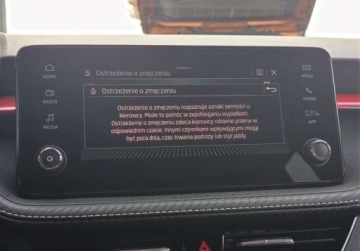 HOME
RADIO
MEDIA
Ostrzeżenie o zmęczeniu
Ostrzeżenie o zmęczeniu
Ostrzeżenie o zmęczeniu rozpoznaje oznaki senności u
kierowcy. Może to pomóc w zapobieganiu wypadkom.
Ostrzeżenie o zmęczeniu zaleca kierowcy robienie przerw w
odpowiednim czasie. Innymi czynnikami wpływającymi mogą
być pora dnia, czas trwania podróży lub styl jazdy.
MENU
PHONE
APP